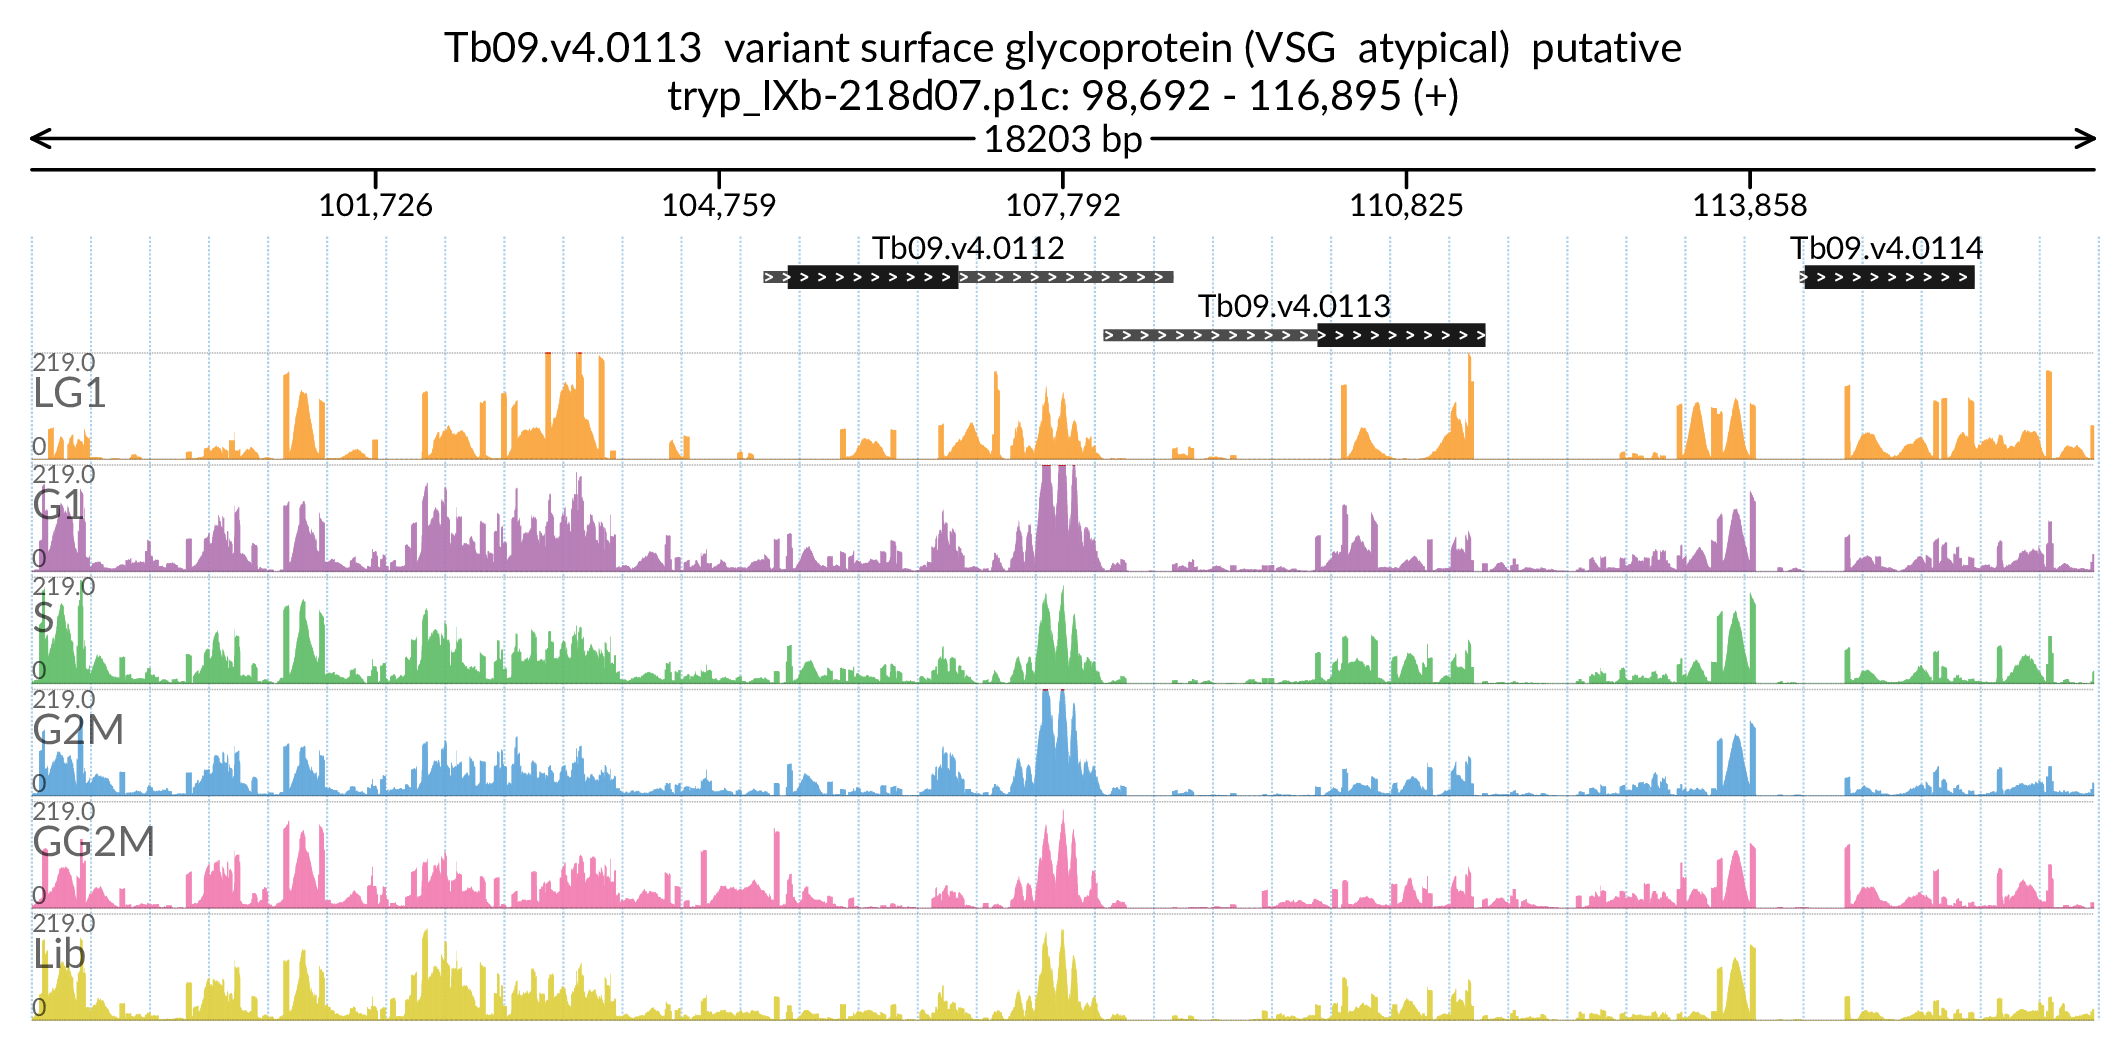 Tb09.v4.0113  variant surface glycoprotein (VSG  atypical)  putative
tryp_IXb-218d07.p1c: 98,692 - 116,895 (+)
18203 bp
101,726 104,759 107,792 110,825 113,858
Tb09.v4.0112 Tb09.v4.0114
Tb09.v4.0113
219.0
LG1
0
219.0
G1
0
219.0
S
0
219.0
G2M
0
219.0
GG2M
0
219.0
Lib
0